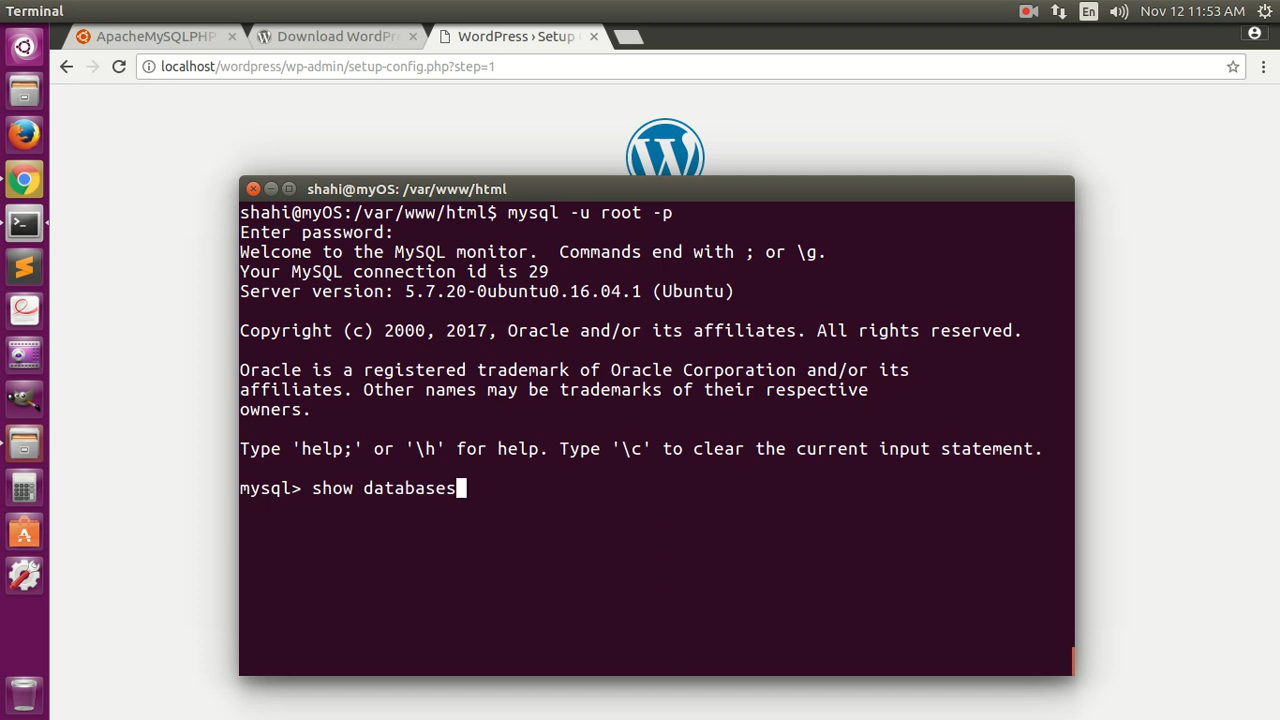 Terminal
En
Nov 12 11:53 AM
ApacheMySQLPHP
Download WordPre
WordPress › Setup
localhost/wordpress/wp-admin/setup-config.php?step=1
W
shahi@myOS: /var/www/html
shahi@myOS:/var/www/html$ mysql -u root -p
Enter password:
Welcome to the MySQL monitor.  Commands end with ; or \g.
Your MySQL connection id is 29
Server version: 5.7.20-0ubuntu0.16.04.1 (Ubuntu)
Copyright (c) 2000, 2017, Oracle and/or its affiliates. All rights reserved.
Oracle is a registered trademark of Oracle Corporation and/or its
affiliates. Other names may be trademarks of their respective
owners.
Type 'help;' or '\h' for help. Type '\c' to clear the current input statement.
mysql> show databases